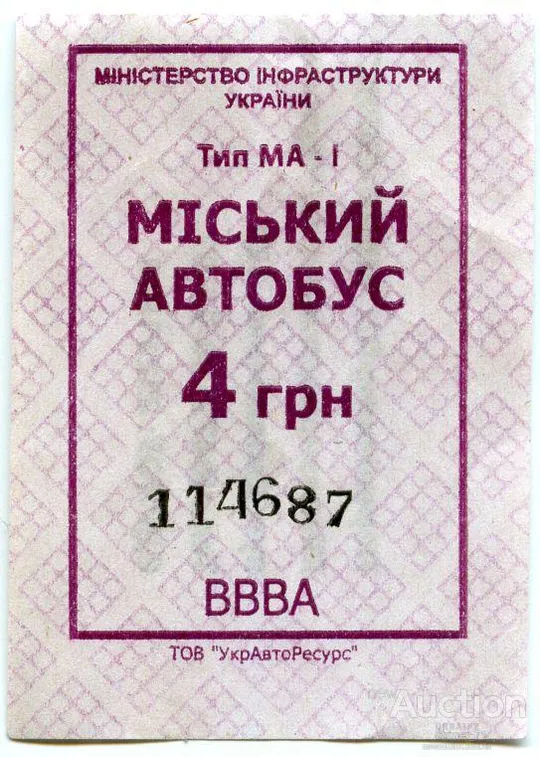 МІНІСТЕРСТВО ІНФРАСТРУКТУРИ
УКРАЇНИ
Тип МА - І
МІСЬКИЙ
АВТОБУС
4 грн
114687
ВВВА
ТОВ "УкрАвтоРесурс"
Auction